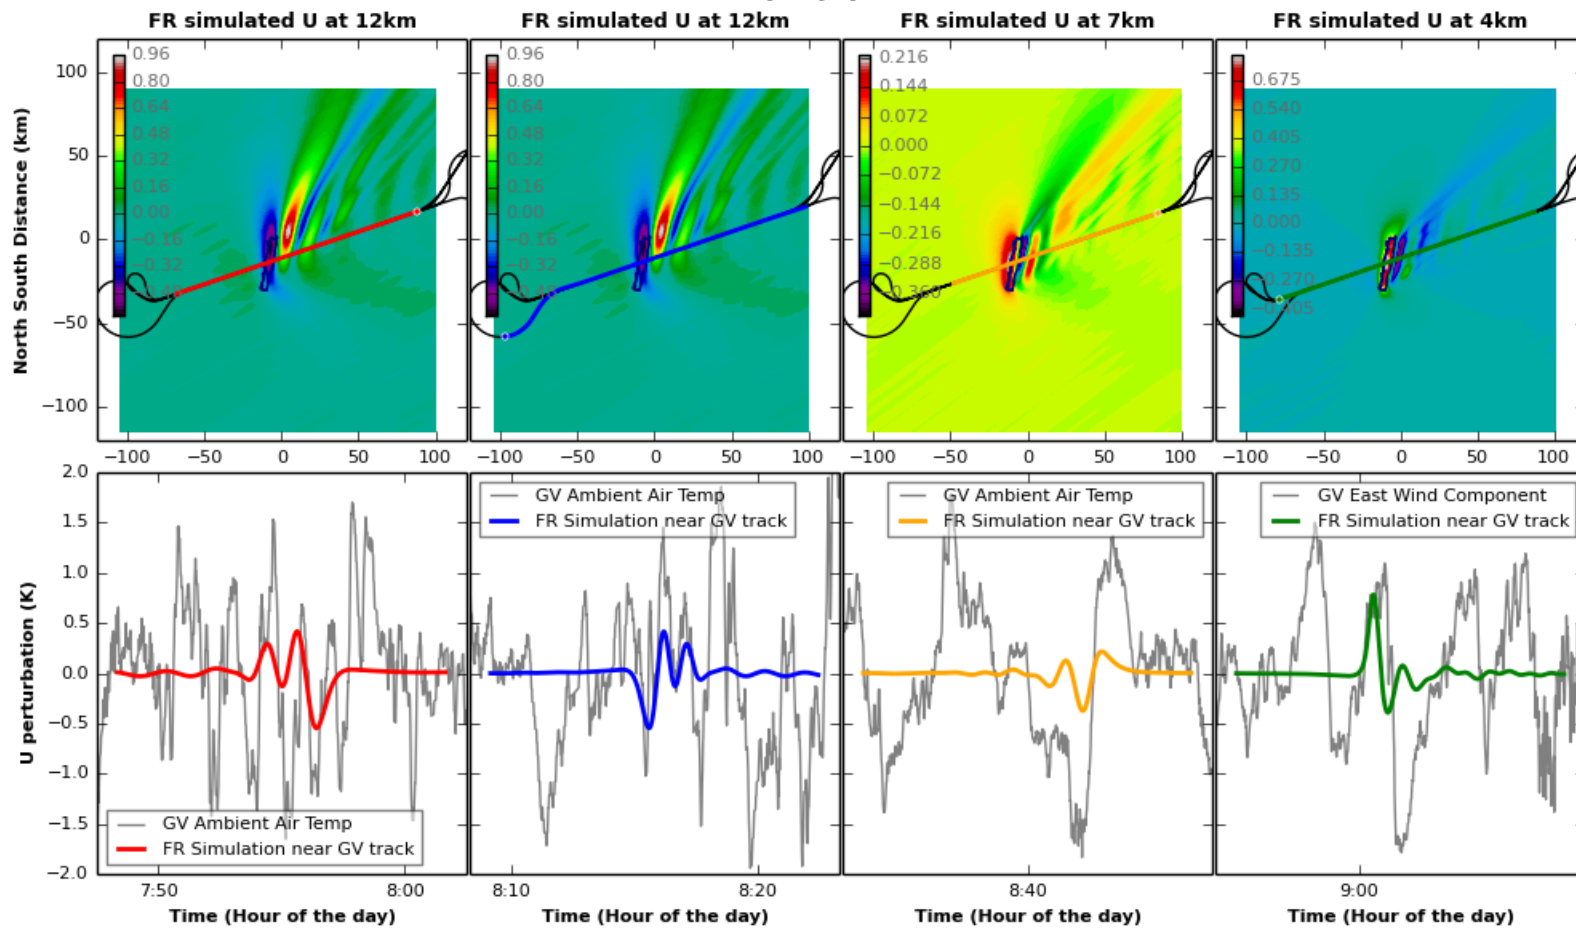 FR simulated U at 12km
FR simulated U at 12km
FR simulated U at 7km
FR simulated U at 4km
North South Distance (km)
100
50
0
−50
−100
0.96
0.80
0.64
0.48
0.32
0.16
0.00
−0.16
−0.32
−0.48
0.96
0.80
0.64
0.48
0.32
0.16
0.00
−0.16
−0.32
−0.48
0.216
0.144
0.072
0.000
−0.072
−0.144
−0.216
−0.288
−0.360
0.675
0.540
0.405
0.270
0.135
0.000
−0.135
−0.270
−0.405
−100 −50 0 50 100
−100 −50 0 50 100
−100 −50 0 50 100
−100 −50 0 50 100
U perturbation (K)
2.0
1.5
1.0
0.5
0.0
−0.5
−1.0
−1.5
−2.0
GV Ambient Air Temp
FR Simulation near GV track
GV Ambient Air Temp
FR Simulation near GV track
GV Ambient Air Temp
FR Simulation near GV track
GV East Wind Component
FR Simulation near GV track
7:50 8:00
8:10 8:20
8:40
9:00
Time (Hour of the day)
Time (Hour of the day)
Time (Hour of the day)
Time (Hour of the day)